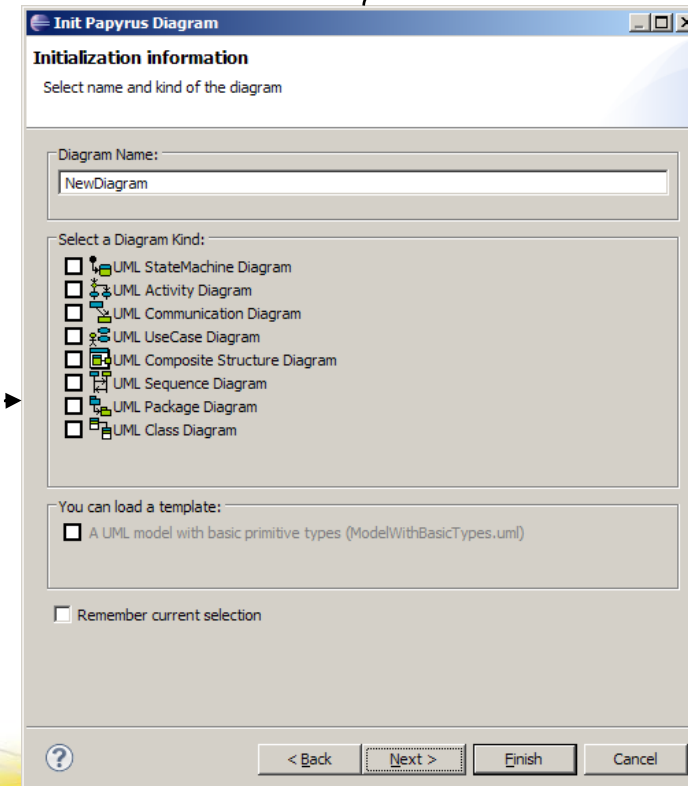 Init Papyrus Diagram
Initialization information
Select name and kind of the diagram
Diagram Name:
NewDiagram
Select a Diagram Kind:
UML StateMachine Diagram
UML Activity Diagram
UML Communication Diagram
UML UseCase Diagram
UML Composite Structure Diagram
UML Sequence Diagram
UML Package Diagram
UML Class Diagram
You can load a template:
A UML model with basic primitive types (ModelWithBasicTypes.uml)
Remember current selection
< Back Next > Finish Cancel